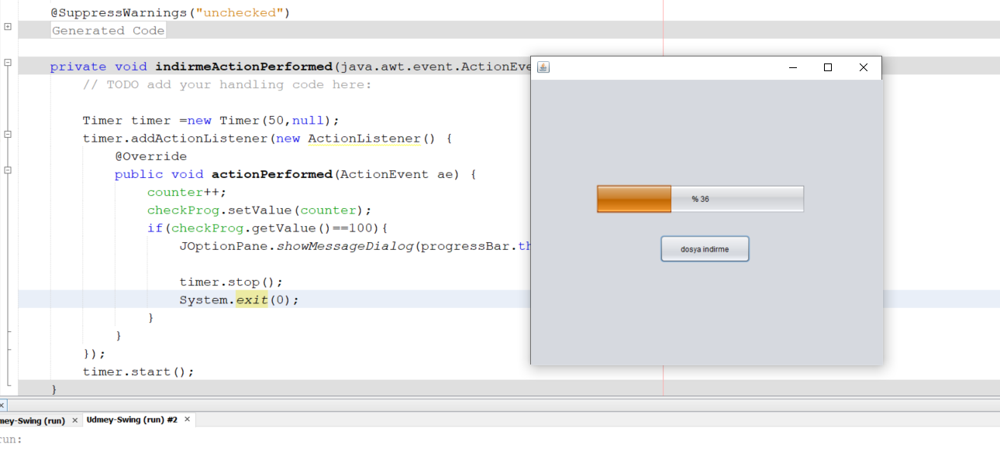 @SuppressWarnings("unchecked")
Generated Code
private void indirmeActionPerformed(java.awt.event.ActionEve
// TODO add your handling code here:
Timer timer =new Timer(50,null);
timer.addActionListener(new ActionListener() {
@Override
public void actionPerformed(ActionEvent ae) {
counter++;
checkProg.setValue(counter);
if(checkProg.getValue()==100){
JOptionPane.showMessageDialog(progressBar.th
timer.stop();
System.exit(0);
}
}
});
timer.start();
}
% 36
dosya indirme
mey-Swing (run)
Udmey-Swing (run) #2
run: